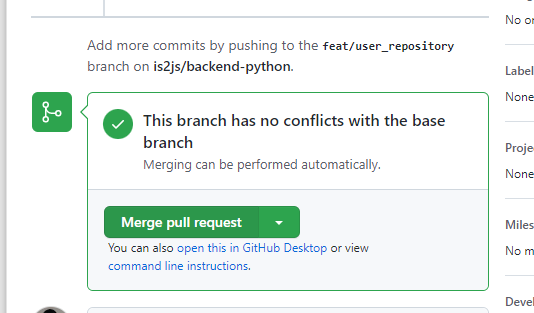 No or
Add more commits by pushing to the feat/user_repository
branch on is2js/backend-python.
Label
None
This branch has no conflicts with the base
branch
Merging can be performed automatically.
Proje
None
Merge pull request
Miles
You can also open this in GitHub Desktop or view
No m
command line instructions.
Devel